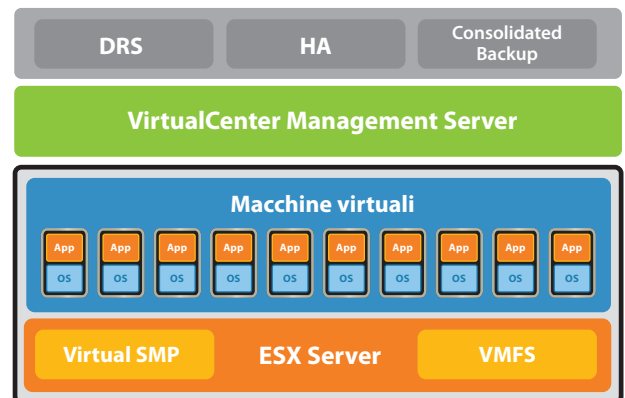 DRS HA Consolidated
Backup
VirtualCenter Management Server
Macchine virtuali
App App App App App App App App App App
OS OS OS OS OS OS OS OS OS OS
Virtual SMP ESX Server VMFS